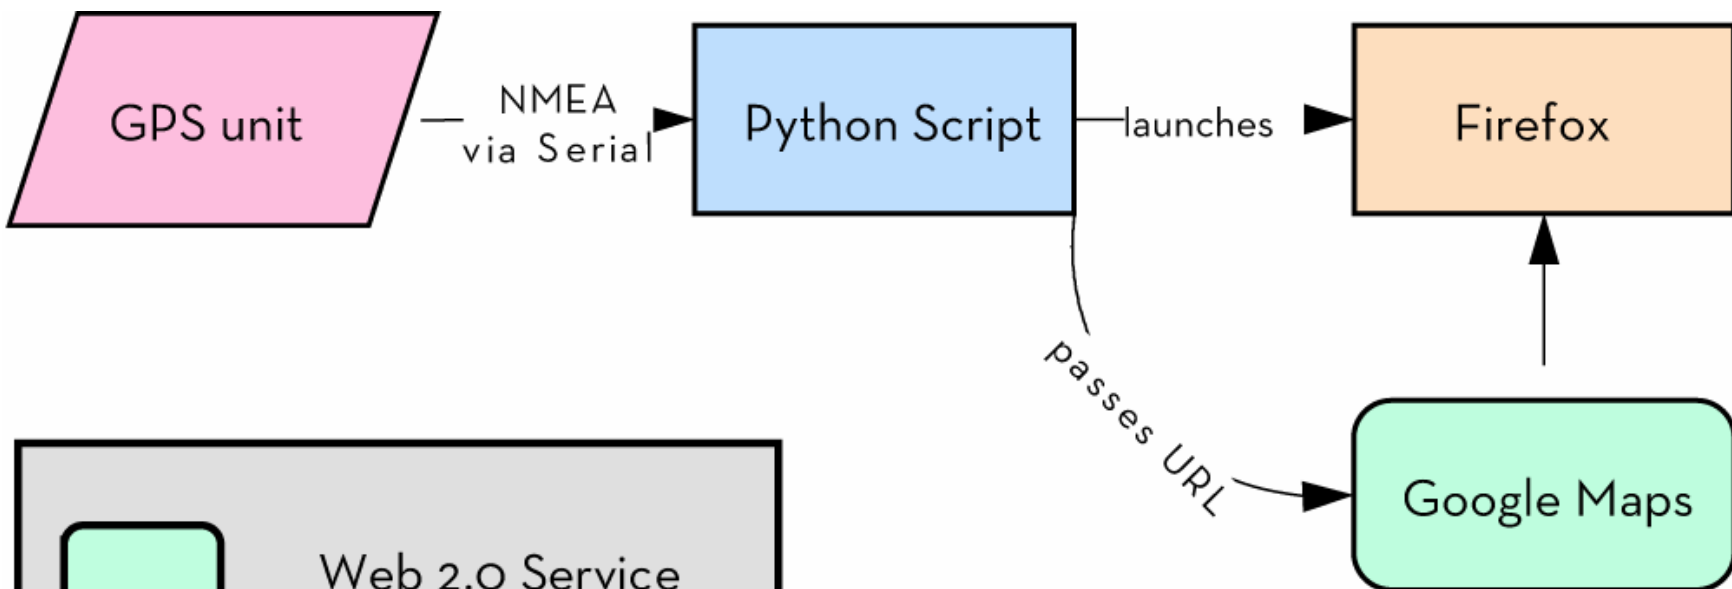 GPS unit
NMEA
via Serial
Python Script
launches
Firefox
passes URL
Google Maps
Web 2.0 Service